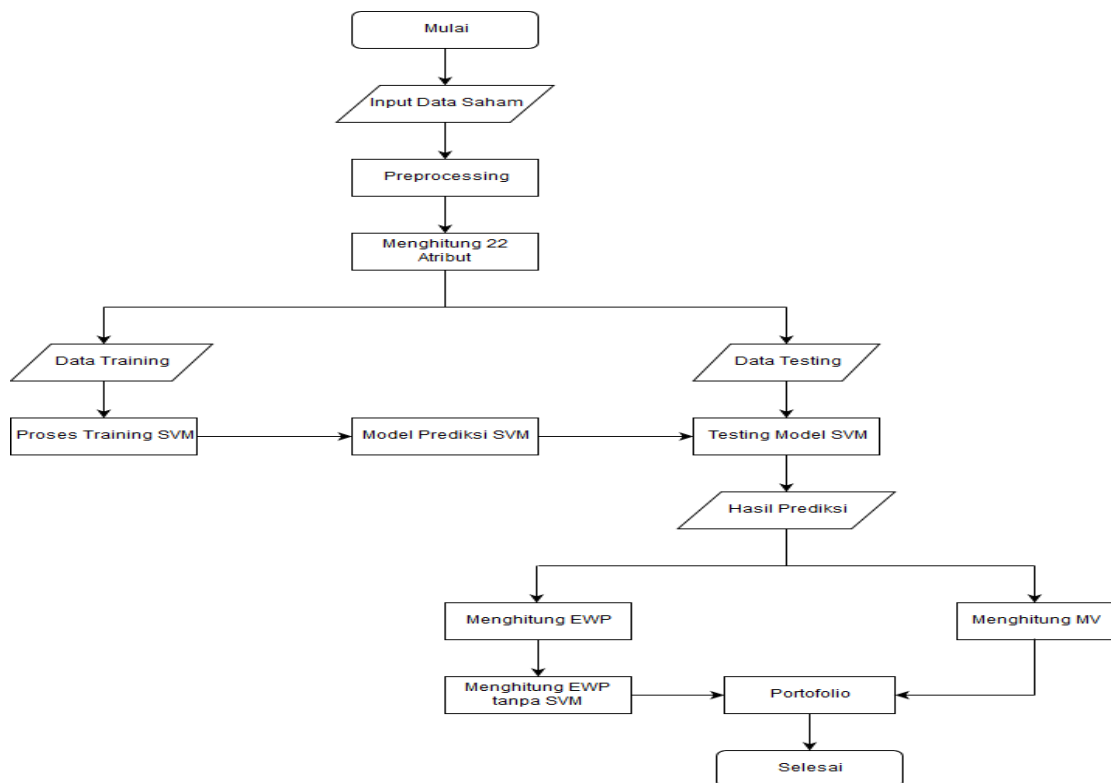 Mulai
Input Data Saham
Preprocessing
Menghitung 22
Atribut
Data Training
Data Testing
Proses Training SVM
Model Prediksi SVM
Testing Model SVM
Hasil Prediksi
Menghitung EWP
Menghitung MV
Menghitung EWP
tanpa SVM
Portofolio
Selesai